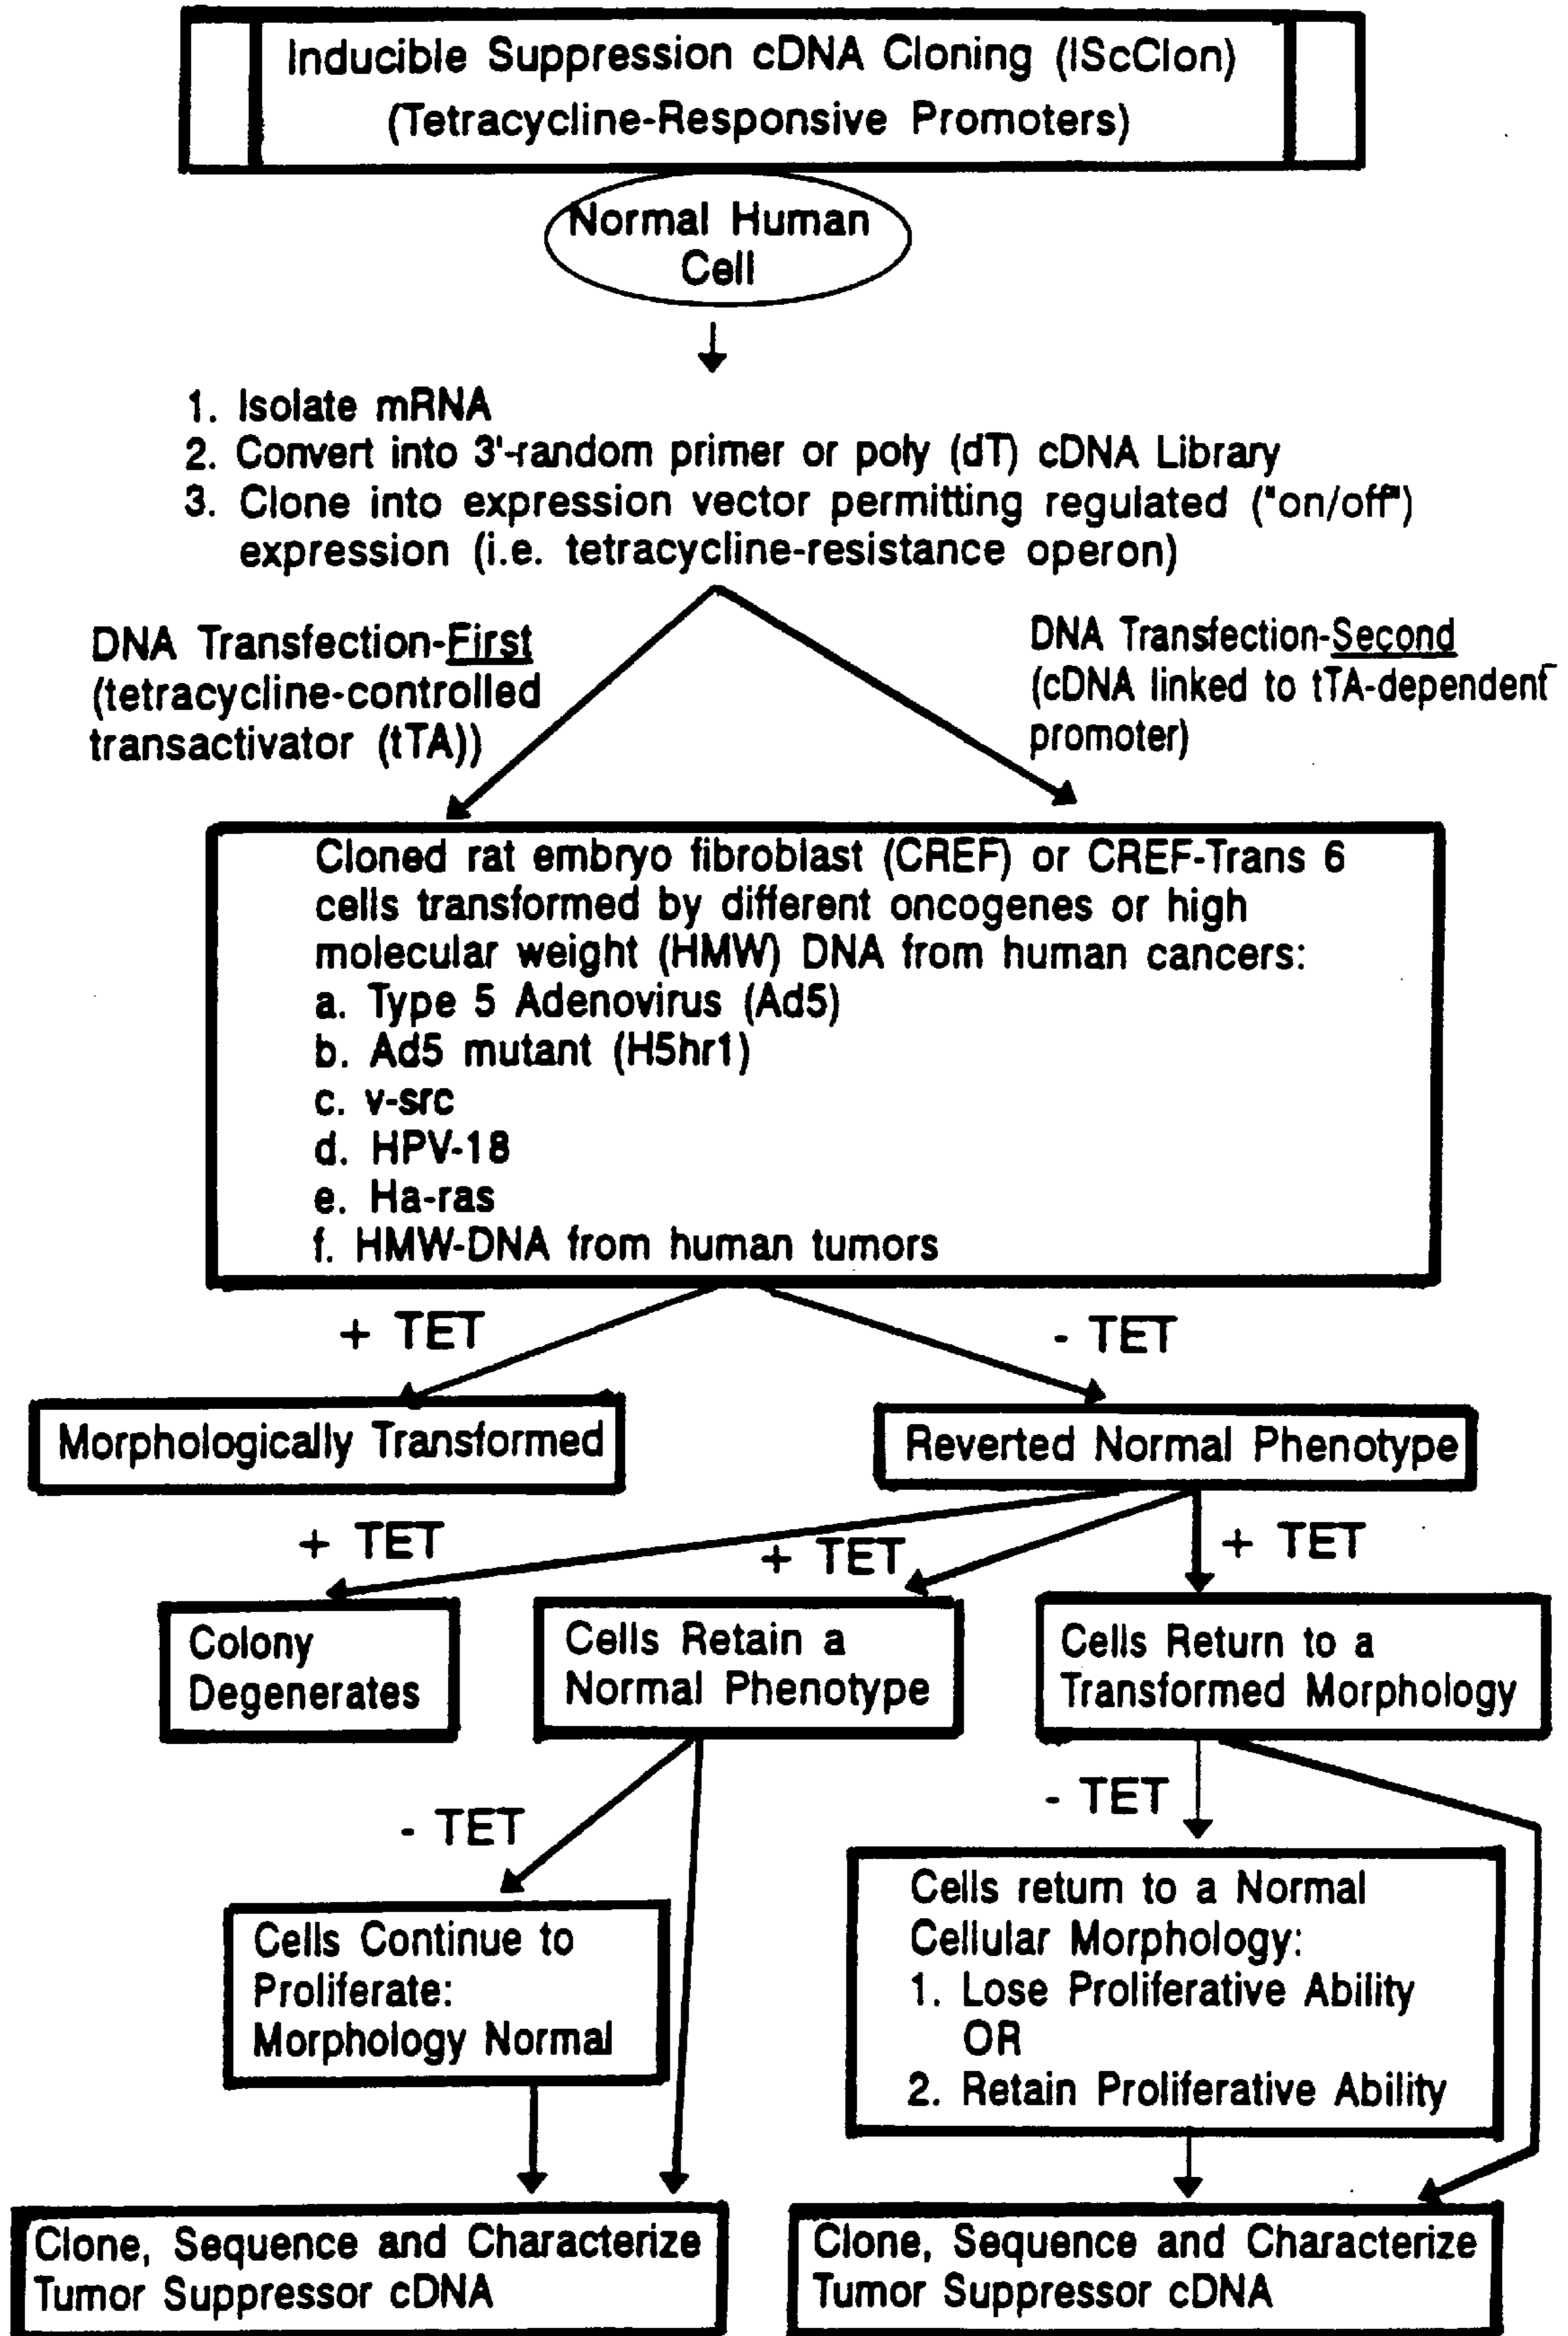 Inducible Suppression cDNA Cloning (IScClon)
(Tetracycline-Responsive Promoters)
Normal Human
Cell
1. Isolate mRNA
2. Convert into 3'-random primer or poly (dT) cDNA Library
3. Clone into expression vector permitting regulated ("on/off")
expression (i.e. tetracycline-resistance operon)
DNA Transfection-First
(tetracycline-controlled
transactivator (tTA))
DNA Transfection-Second
(cDNA linked to tTA-dependent
promoter)
Cloned rat embryo fibroblast (CREF) or CREF-Trans 6
cells transformed by different oncogenes or high
molecular weight (HMW) DNA from human cancers:
a. Type 5 Adenovirus (Ad5)
b. Ad5 mutant (H5hr1)
c. v-src
d. HPV-18
e. Ha-ras
f. HMW-DNA from human tumors
+ TET
- TET
Morphologically Transformed
Reverted Normal Phenotype
+ TET
+ TET
+ TET
Colony
Degenerates
Cells Retain a
Normal Phenotype
Cells Return to a
Transformed Morphology
- TET
- TET
Cells Continue to
Proliferate:
Morphology Normal
Cells return to a Normal
Cellular Morphology:
1. Lose Proliferative Ability
OR
2. Retain Proliferative Ability
Clone, Sequence and Characterize
Tumor Suppressor cDNA
Clone, Sequence and Characterize
Tumor Suppressor cDNA